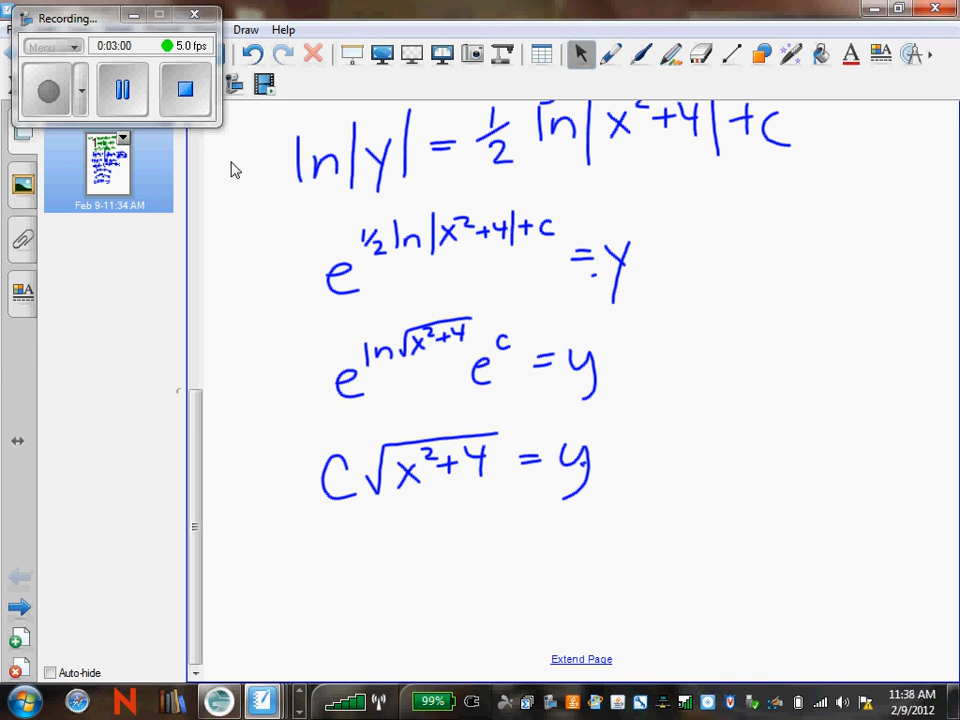 Recording...
Menu
0:03:00
5.0 fps
Draw Help
ln|y| = 1/2 ln|x²+4| + c
1
Feb 9-11:34 AM
e^(1/2 ln|x²+4|+c) = y
e^(ln√(x²+4)) e^c = y
C√(x²+4) = y
Extend Page
Auto-hide
99%
11:38 AM
2/9/2012